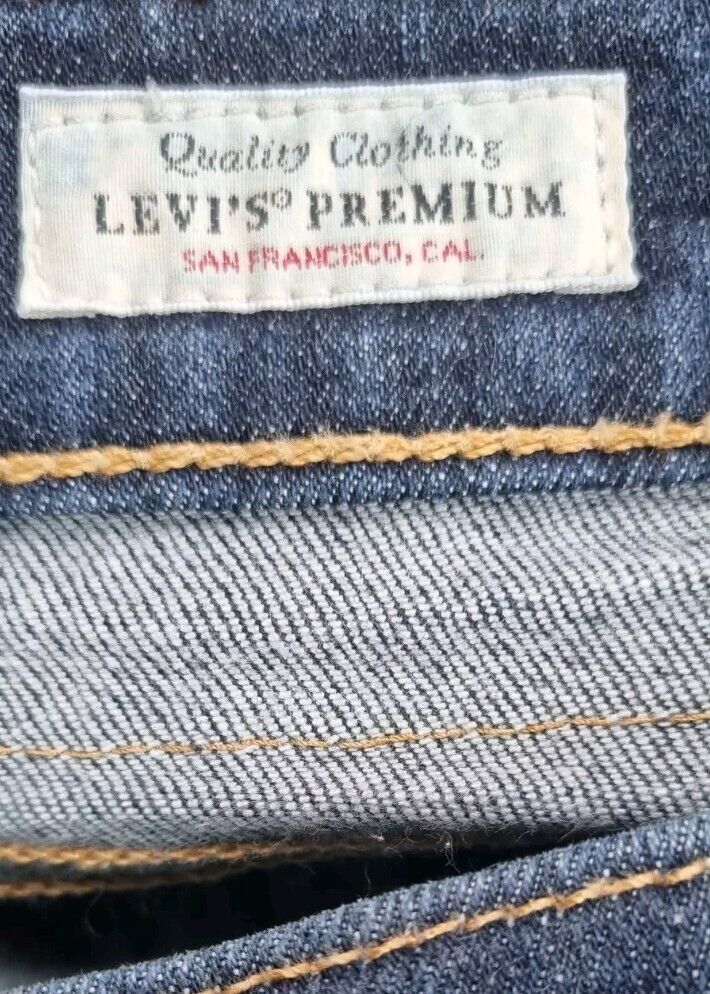 Quality Clothing
LEVI'S® PREMIUM
SAN FRANCISCO, CAL.